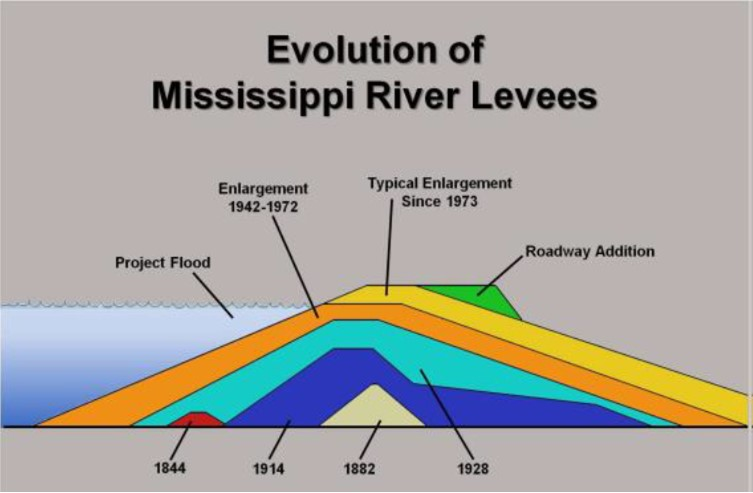 Evolution of
Mississippi River Levees
Enlargement
1942-1972
Typical Enlargement
Since 1973
Project Flood
Roadway Addition
1844
1914
1882
1928